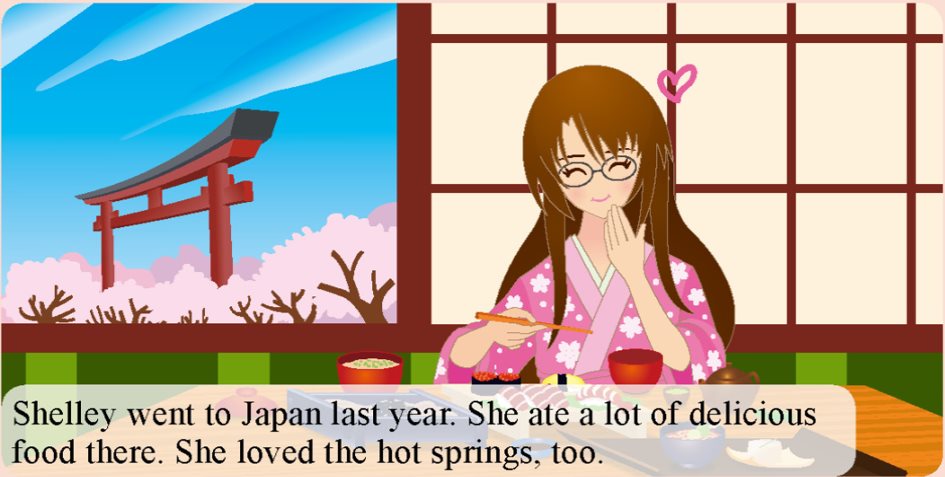 Shelley went to Japan last year. She ate a lot of delicious
food there. She loved the hot springs, too.